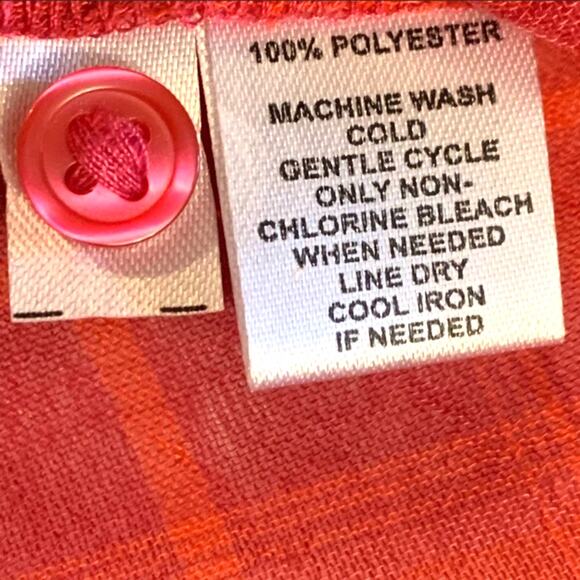 100% POLYESTER
MACHINE WASH
COLD
GENTLE CYCLE
ONLY NON-
CHLORINE BLEACH
WHEN NEEDED
LINE DRY
COOL IRON
IF NEEDED